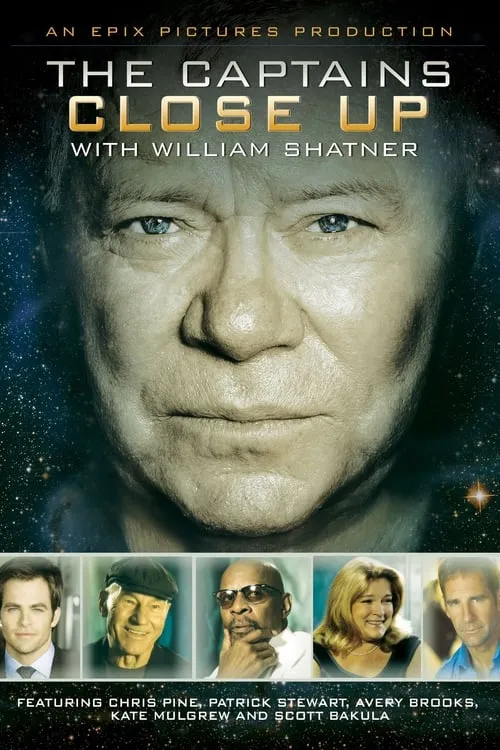 AN EPIX PICTURES PRODUCTION
THE CAPTAINS
CLOSE UP
WITH WILLIAM SHATNER
FEATURING CHRIS PINE, PATRICK STEWART, AVERY BROOKS,
KATE MULGREW AND SCOTT BAKULA